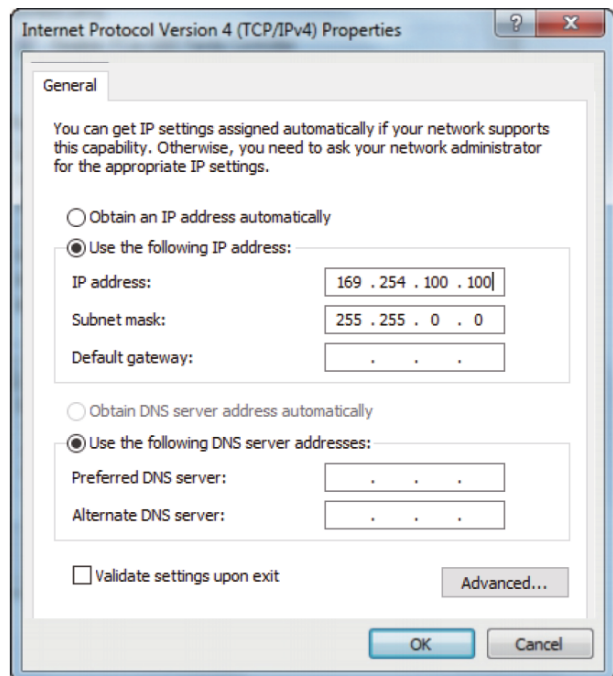 Internet Protocol Version 4 (TCP/IPv4) Properties
General
You can get IP settings assigned automatically if your network supports
this capability. Otherwise, you need to ask your network administrator
for the appropriate IP settings.
Obtain an IP address automatically
Use the following IP address:
IP address: 169 . 254 . 100 . 100
Subnet mask: 255 . 255 . 0 . 0
Default gateway: . . .
Obtain DNS server address automatically
Use the following DNS server addresses:
Preferred DNS server: . . .
Alternate DNS server: . . .
Validate settings upon exit
Advanced...
OK Cancel